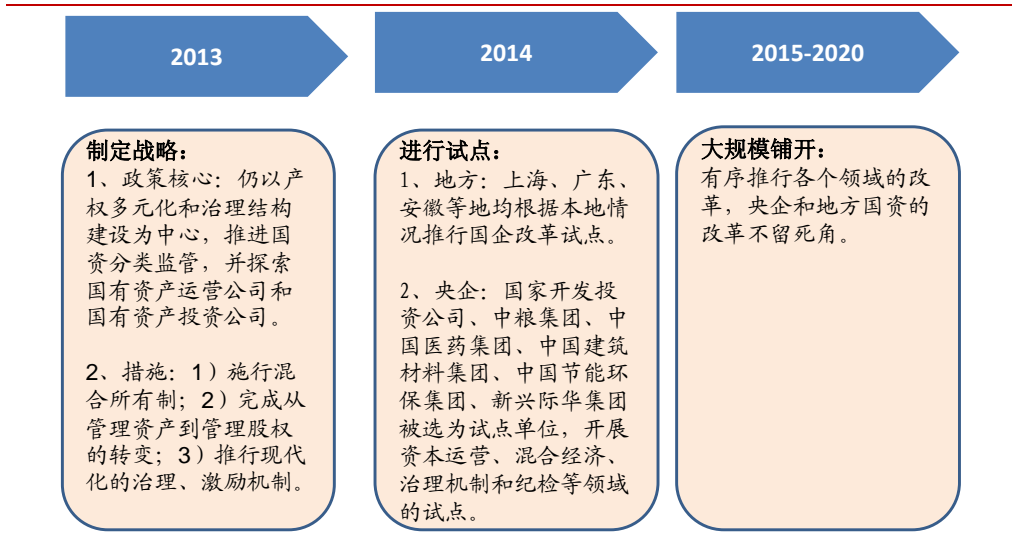 2013
2014
2015-2020
制定战略：
1、政策核心：仍以产
权多元化和治理结构
建设为中心，推进国
资分类监管，并探索
国有资产运营公司和
国有资产投资公司。
2、措施：1）施行混
合所有制；2）完成从
管理资产到管理股权
的转变；3）推行现代
化的治理、激励机制。
进行试点：
1、地方：上海、广东、
安徽等地均根据本地情
况推行国企改革试点。
2、央企：国家开发投
资公司、中粮集团、中
国医药集团、中国建筑
材料集团、中国节能环
保集团、新兴际华集团
被选为试点单位，开展
资本运营、混合经济、
治理机制和纪检等领域
的试点。
大规模铺开：
有序推行各个领域的改
革，央企和地方国资的
改革不留死角。